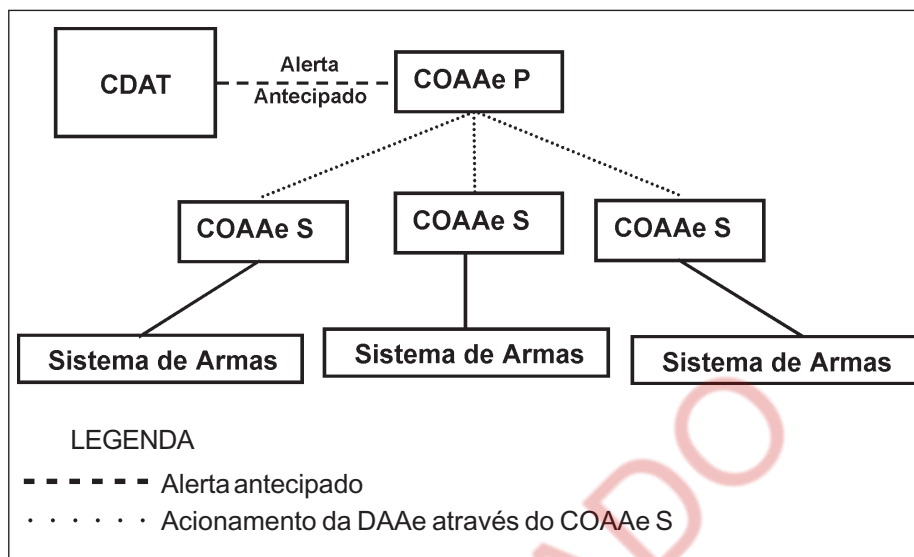 CDAT
Alerta
Antecipado
COAAe P
COAAe S
COAAe S
COAAe S
Sistema de Armas
Sistema de Armas
Sistema de Armas
LEGENDA
Alerta antecipado
Acionamento da DAAe através do COAAe S
ADO